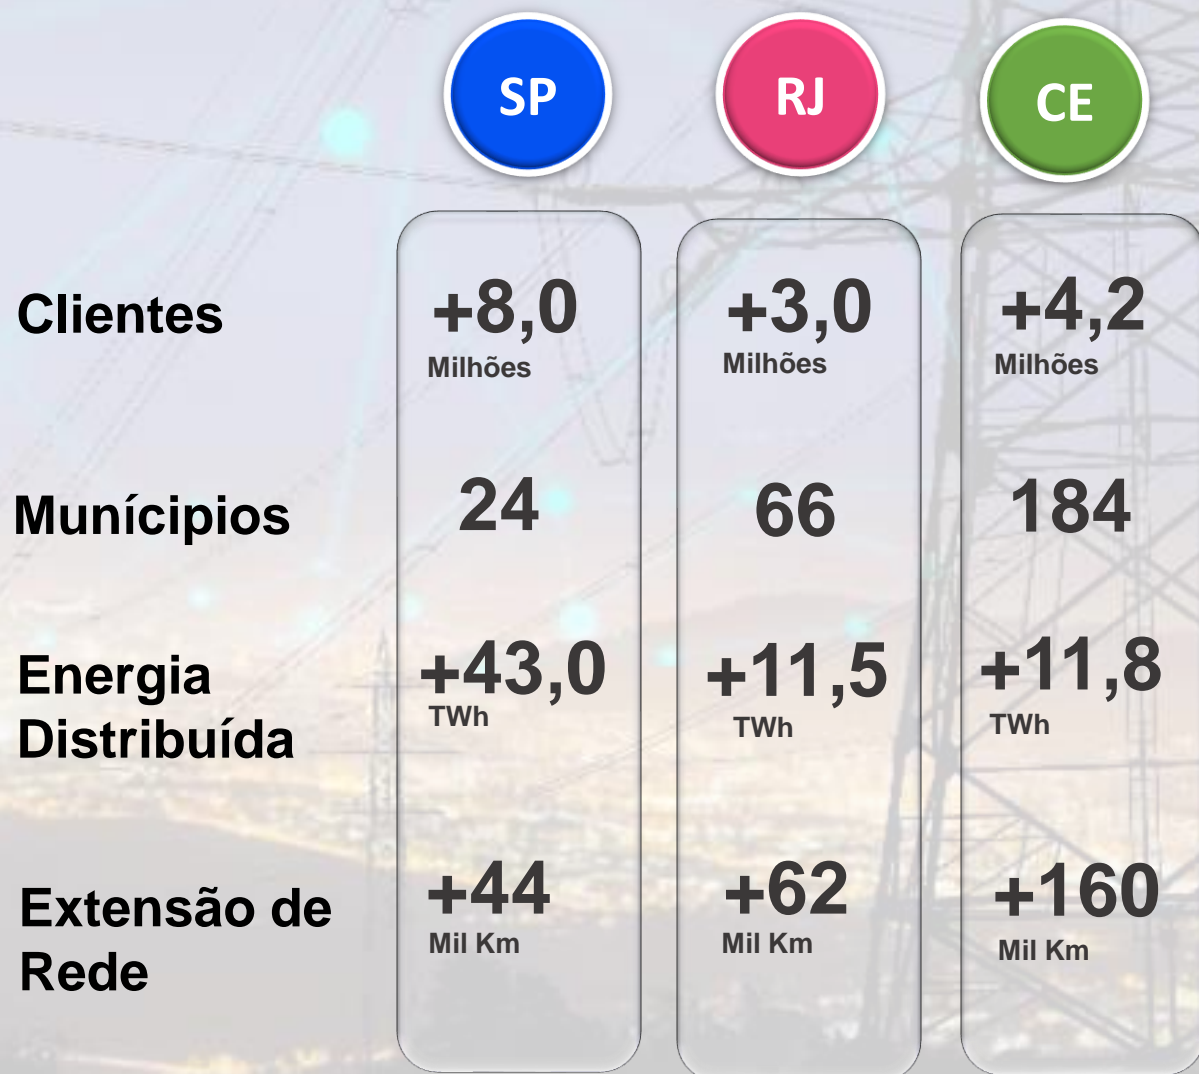 SP RJ CE
Clientes +8,0 +3,0 +4,2
Milhões Milhões Milhões
Munícipios 24 66 184
Energia
Distribuída
+43,0 +11,5 +11,8
TWh TWh TWh
Extensão de
Rede
+44 +62 +160
Mil Km Mil Km Mil Km